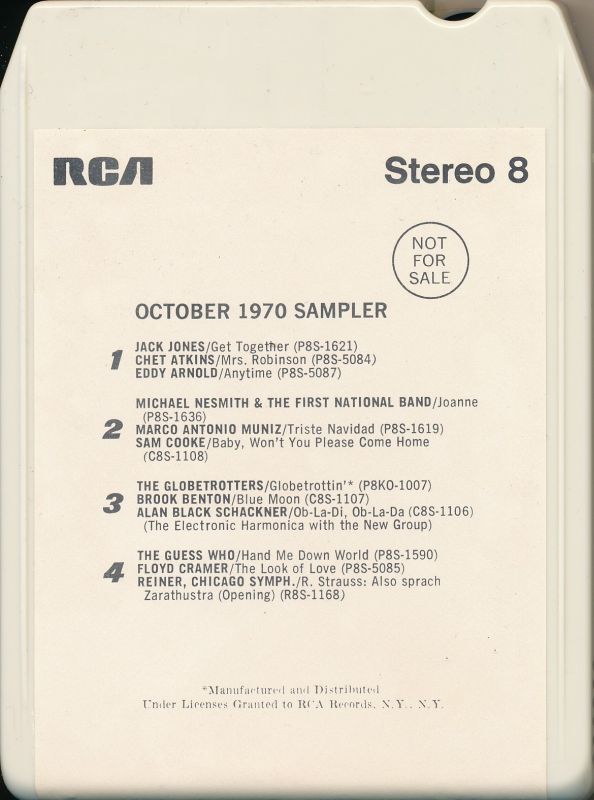 RCA Stereo 8
NOT
FOR
SALE
OCTOBER 1970 SAMPLER
1 JACK JONES/Get Together (P8S-1621)
CHET ATKINS/Mrs. Robinson (P8S-5084)
EDDY ARNOLD/Anytime (P8S-5087)
2 MICHAEL NESMITH & THE FIRST NATIONAL BAND/Joanne
(P8S-1636)
MARCO ANTONIO MUNIZ/Triste Navidad (P8S-1619)
SAM COOKE/Baby, Won't You Please Come Home
(C8S-1108)
3 THE GLOBETROTTERS/Globetrottin'* (P8KO-1007)
BROOK BENTON/Blue Moon (C8S-1107)
ALAN BLACK SCHACKNER/Ob-La-Di, Ob-La-Da (C8S-1106)
(The Electronic Harmonica with the New Group)
4 THE GUESS WHO/Hand Me Down World (P8S-1590)
FLOYD CRAMER/The Look of Love (P8S-5085)
REINER, CHICAGO SYMPH./R. Strauss: Also sprach
Zarathustra (Opening) (R8S-1168)
*Manufactured and Distributed
Under Licenses Granted to RCA Records, N.Y., N.Y.